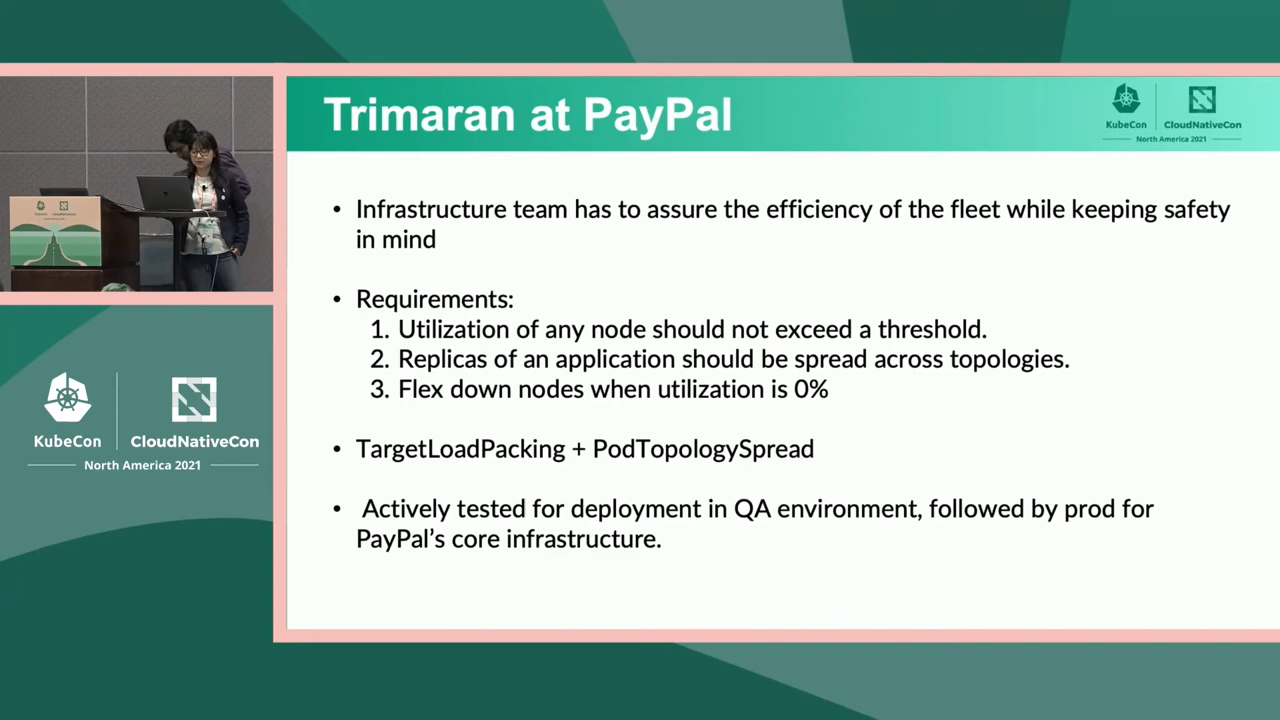 Trimaran at PayPal
KubeCon
CloudNativeCon
North America 2021
• Infrastructure team has to assure the efficiency of the fleet while keeping safety
in mind
• Requirements:
1. Utilization of any node should not exceed a threshold.
2. Replicas of an application should be spread across topologies.
3. Flex down nodes when utilization is 0%
• TargetLoadPacking + PodTopologySpread
• Actively tested for deployment in QA environment, followed by prod for
PayPal’s core infrastructure.
KubeCon
CloudNativeCon
North America 2021